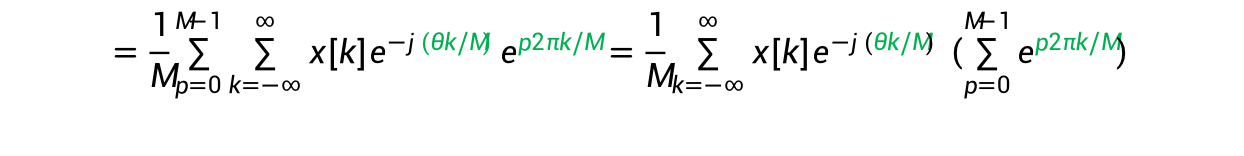 = 1/M ∑_{p=0}^{M−1} ∑_{k=−∞}^{∞} x[k]e^{−j(θk/M)} e^{p2πk/M} = 1/M ∑_{k=−∞}^{∞} x[k]e^{−j(θk/M)} (∑_{p=0}^{M−1} e^{p2πk/M})